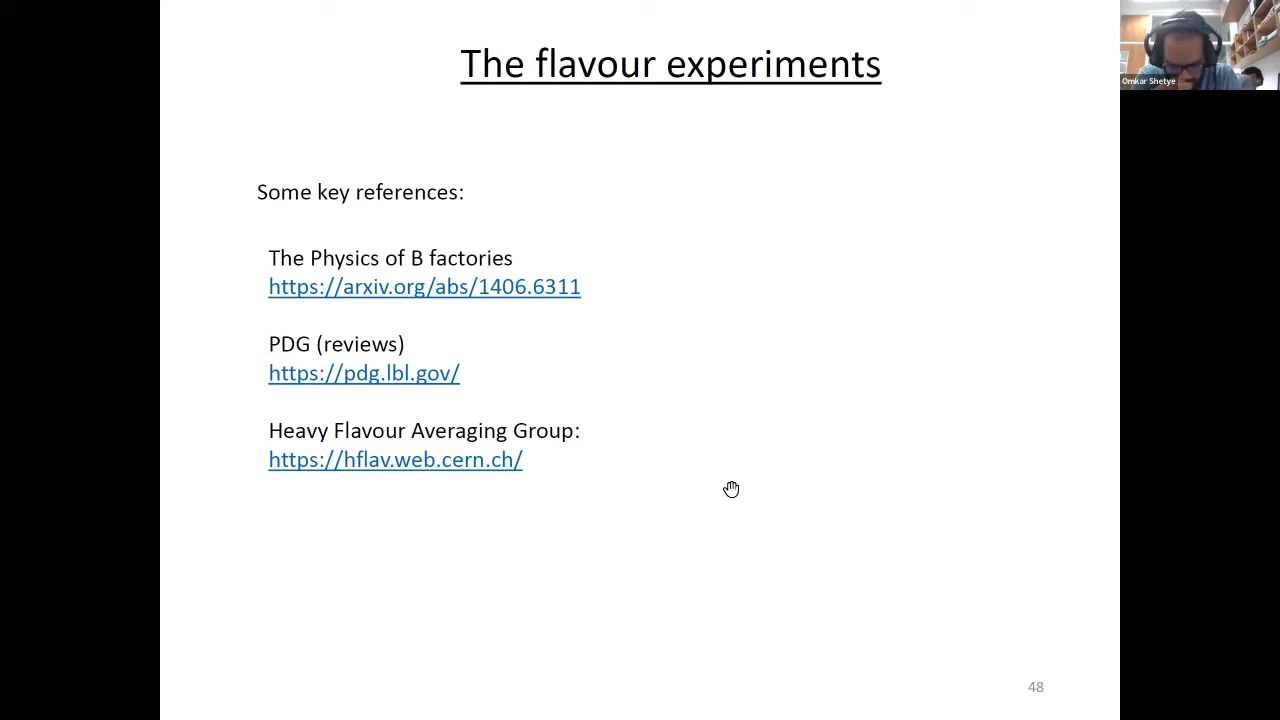 The flavour experiments
Omkar Shetye
Some key references:
The Physics of B factories
https://arxiv.org/abs/1406.6311
PDG (reviews)
https://pdg.lbl.gov/
Heavy Flavour Averaging Group:
https://hflav.web.cern.ch/
48